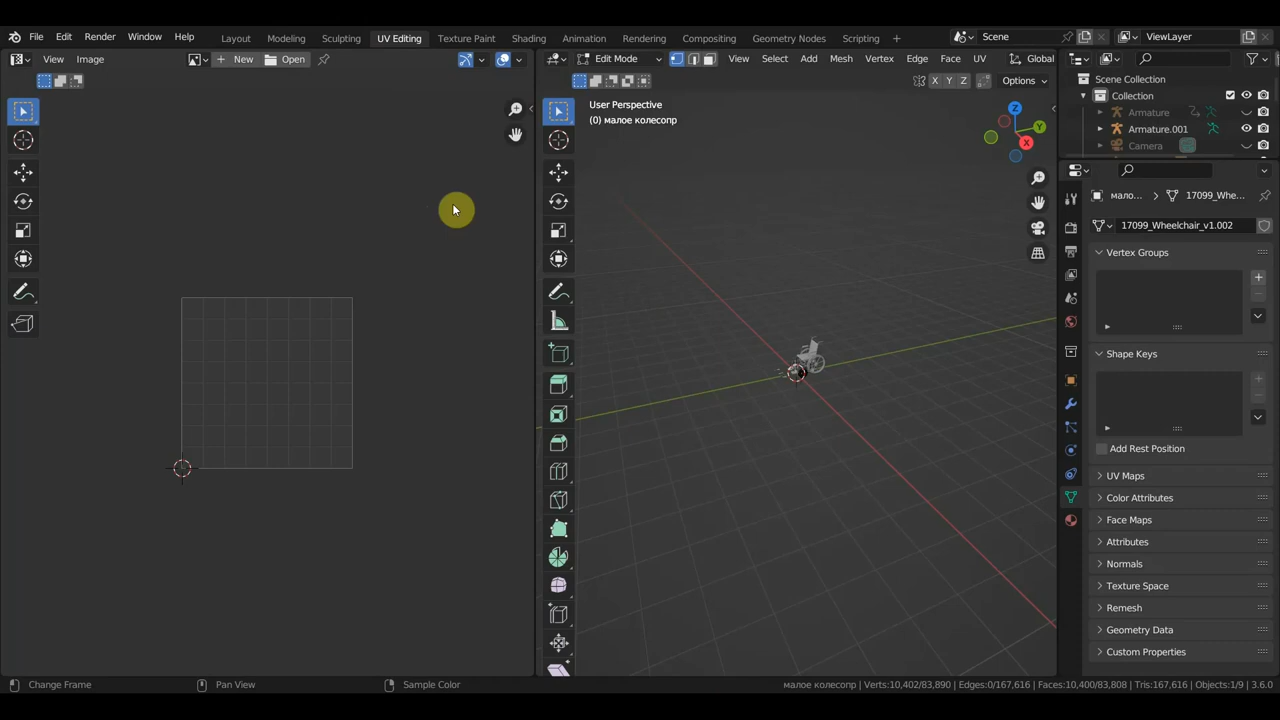 File Edit Render Window Help Layout Modeling Sculpting UV Editing Texture Paint Shading Animation Rendering Compositing Geometry Nodes Scripting Scene ViewLayer
View Image New Open Edit Mode View Select Add Mesh Vertex Edge Face UV Global
X Y Z Options
Scene Collection
Collection
Armature
Armature.001
Camera
User Perspective
(0) малое колесопр
Z
Y
X
мало... 17099_Whe...
17099_Wheelchair_v1.002
Vertex Groups
Shape Keys
Add Rest Position
UV Maps
Color Attributes
Face Maps
Attributes
Normals
Texture Space
Remesh
Geometry Data
Custom Properties
Change Frame Pan View Sample Color малое колесопр | Verts:10,402/83,890 | Edges:0/167,616 | Faces:10,400/83,808 | Tris:167,616 | Objects:1/9 | 3.6.0